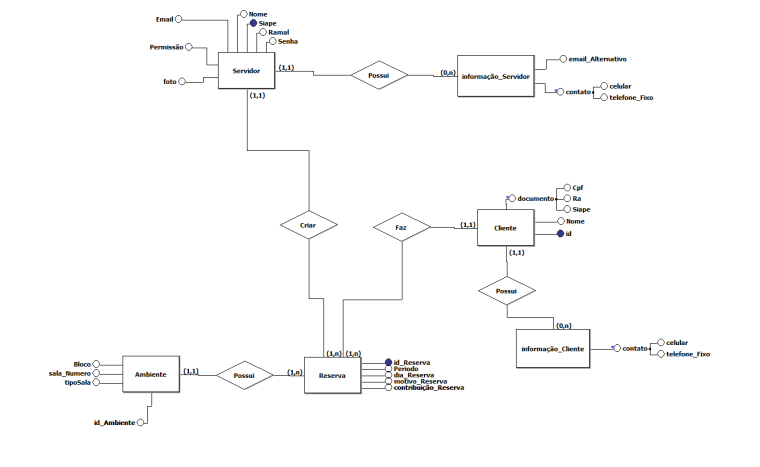 Nome
Email
Siape
Ramal
Senha
Permissão
foto
Servidor
(1,1)
Possui
(0,n)
informação_Servidor
email_Alternativo
celular
contato
telefone_Fixo
(1,1)
Cpf
documento
Ra
Siape
Nome
id
Criar
Faz
(1,1)
Cliente
(1,1)
Possui
(0,n)
informação_Cliente
contato
celular
telefone_Fixo
(1,n)
(1,n)
Bloco
sala_Numero
tipoSala
Ambiente
(1,1)
Possui
(1,n)
Reserva
id_Reserva
Periodo
dia_Reserva
motivo_Reserva
contribuição_Reserva
id_Ambiente